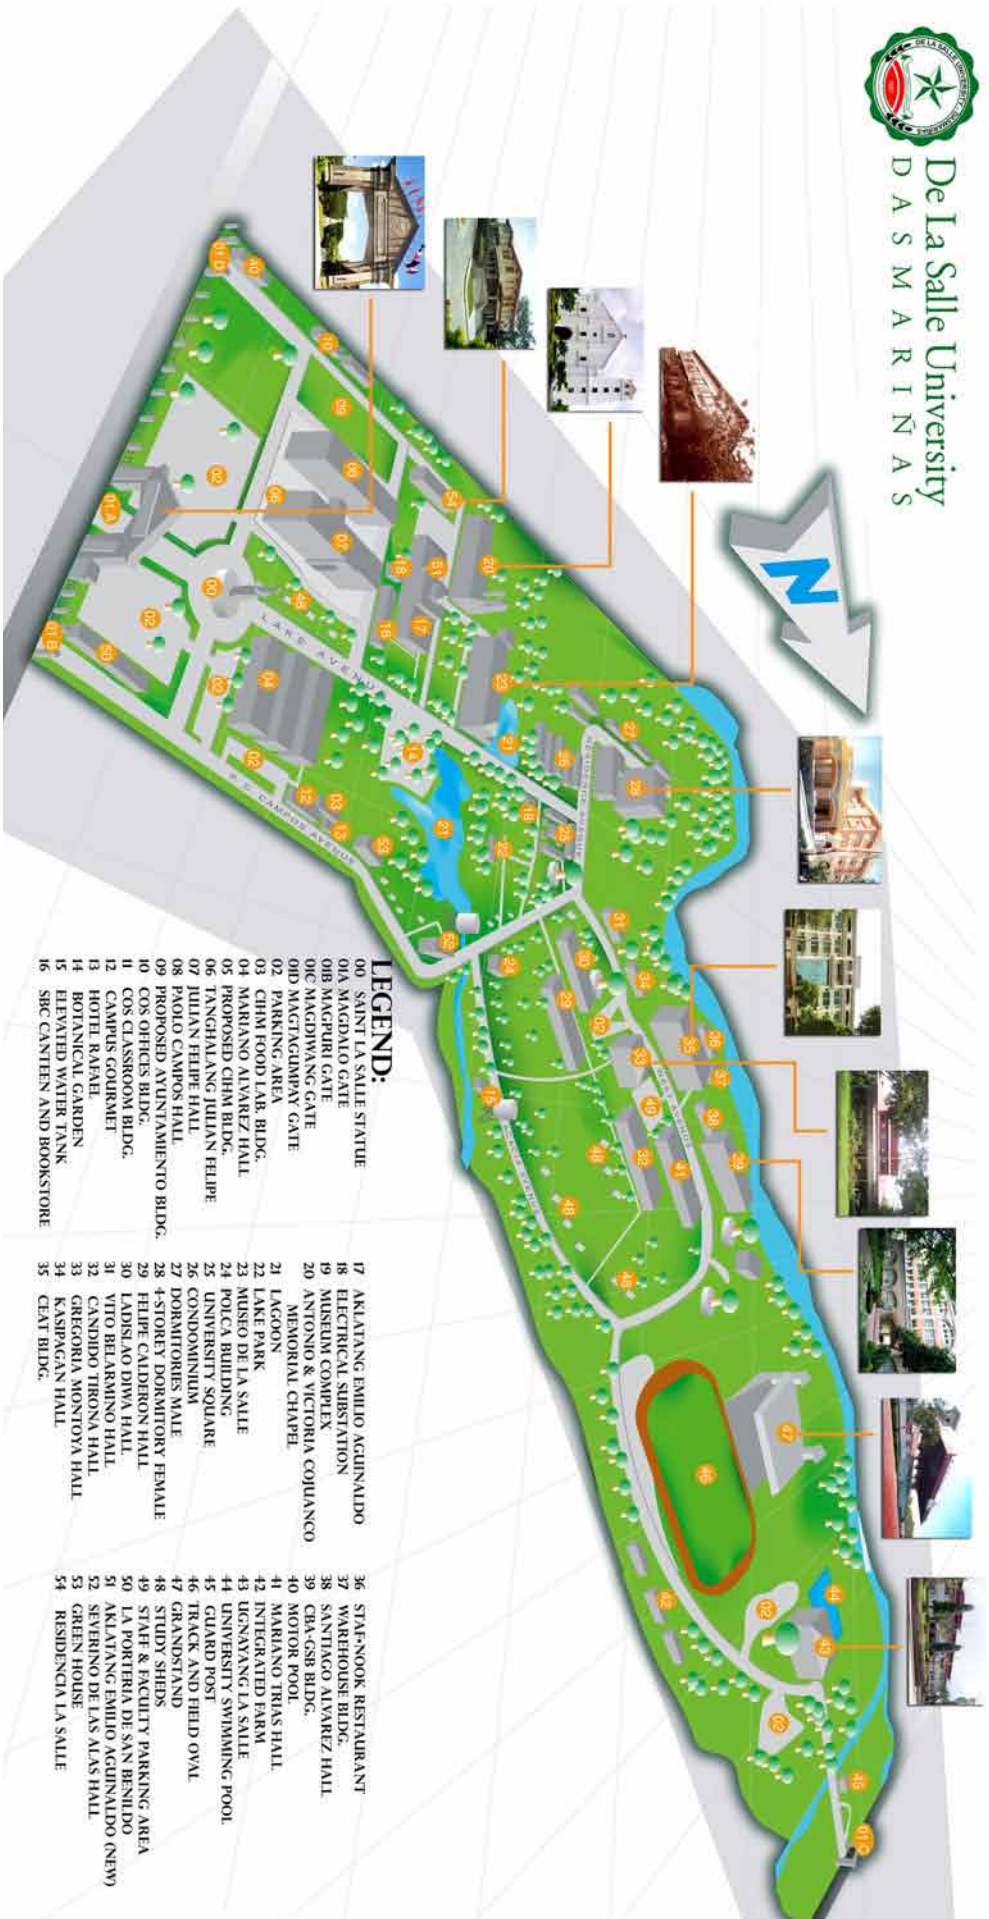 De La Salle University
DASMARIÑAS
N
LAKE AVENUE
RESIDENCE AVENUE
P. CAMPOS AVENUE
WEST AVENUE
LEGEND:
00 SAINT LA SALLE STATUE
01A MAGDALO GATE
01B MAGPURI GATE
01C MAGDIWANG GATE
01D MAGTAGUMPAY GATE
02 PARKING AREA
03 CIHM FOOD LAB. BLDG.
04 MARIANO ALVAREZ HALL
05 PROPOSED CIHM BLDG.
06 TANGHALANG JULIAN FELIPE
07 JULIAN FELIPE HALL
08 PAOLO CAMPOS HALL
09 PROPOSED AYUNTAMIENTO BLDG.
10 COS OFFICES BLDG.
11 COS CLASSROOM BLDG.
12 CAMPUS GOURMET
13 HOTEL RAFAEL
14 BOTANICAL GARDEN
15 ELEVATED WATER TANK
16 SBC CANTEEN AND BOOKSTORE
17 AKLATANG EMILIO AGUINALDO
18 ELECTRICAL SUBSTATION
19 MUSEUM COMPLEX
20 ANTONIO & VICTORIA COJUANCO
MEMORIAL CHAPEL
21 LAGOON
22 LAKE PARK
23 MUSEO DE LA SALLE
24 POLCA BUILDING
25 UNIVERSITY SQUARE
26 CONDOMINIUM
27 DORMITORIES MALE
28 4-STOREY DORMITORY FEMALE
29 FELIPE CALDERON HALL
30 LADISLAO DIWA HALL
31 VITO BELARMINO HALL
32 CANDIDO TIRONA HALL
33 GREGORIA MONTOYA HALL
34 KASIPAGAN HALL
35 CEAT BLDG.
36 STAF-NOOK RESTAURANT
37 WAREHOUSE BLDG.
38 SANTIAGO ALVAREZ HALL
39 CBA-GSB BLDG.
40 MOTOR POOL
41 MARIANO TRIAS HALL
42 INTEGRATED FARM
43 UGNAYANG LA SALLE
44 UNIVERSITY SWIMMING POOL
45 GUARD POST
46 TRACK AND FIELD OVAL
47 GRANDSTAND
48 STUDY SHEDS
49 STAFF & FACULTY PARKING AREA
50 LA PORTERIA DE SAN BENILDO
51 AKLATANG EMILIO AGUINALDO (NEW)
52 SEVERINO DE LAS ALAS HALL
53 GREEN HOUSE
54 RESIDENCIA LA SALLE